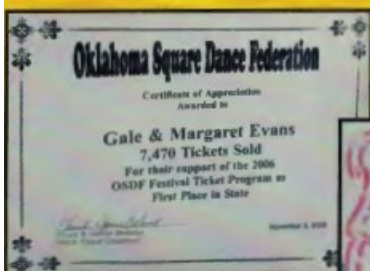 Oklahoma Square Dance Federation
Certificate of Appreciation
Awarded to
Gale & Margaret Evans
7,470 Tickets Sold
For their support of the 2006
OSDF Festival Ticket Program as
First Place in State